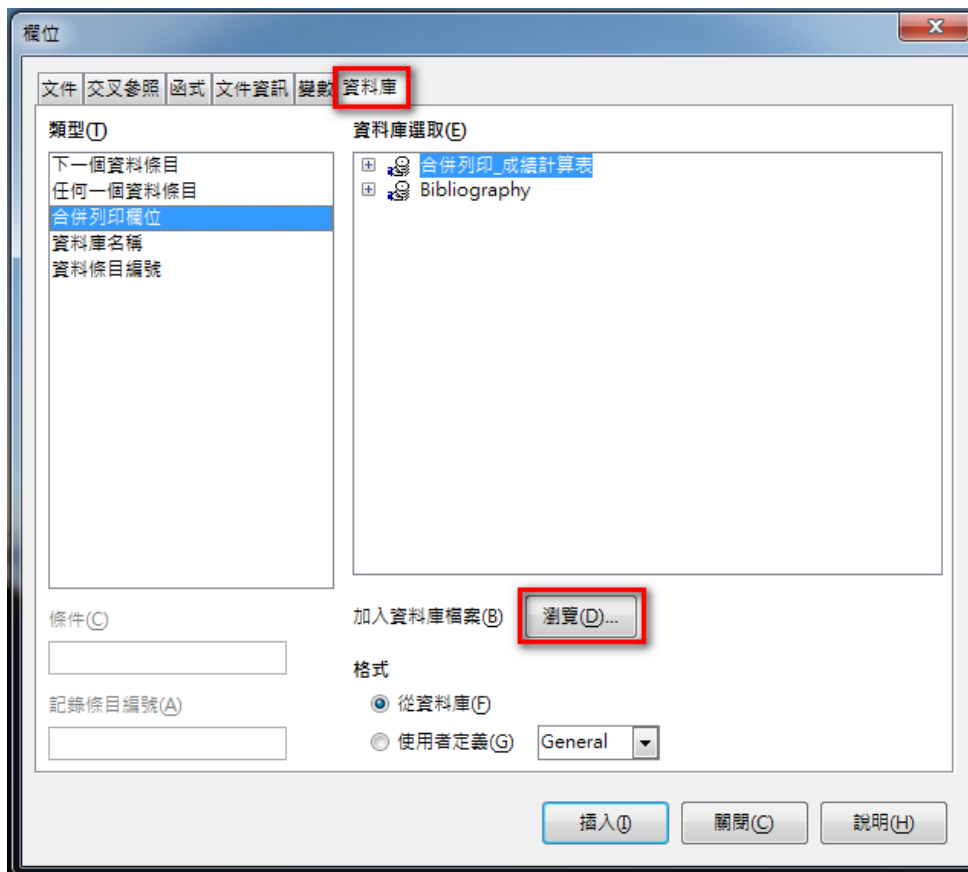 欄位
文件 交叉參照 函式 文件資訊 變數 資料庫
類型(T)
下一個資料條目
任何一個資料條目
合併列印欄位
資料庫名稱
資料條目編號
資料庫選取(E)
合併列印_成績計算表
Bibliography
條件(C)
記錄條目編號(A)
加入資料庫檔案(B) 瀏覽(D)...
格式
從資料庫(F)
使用者定義(G) General
插入(I) 關閉(C) 說明(H)